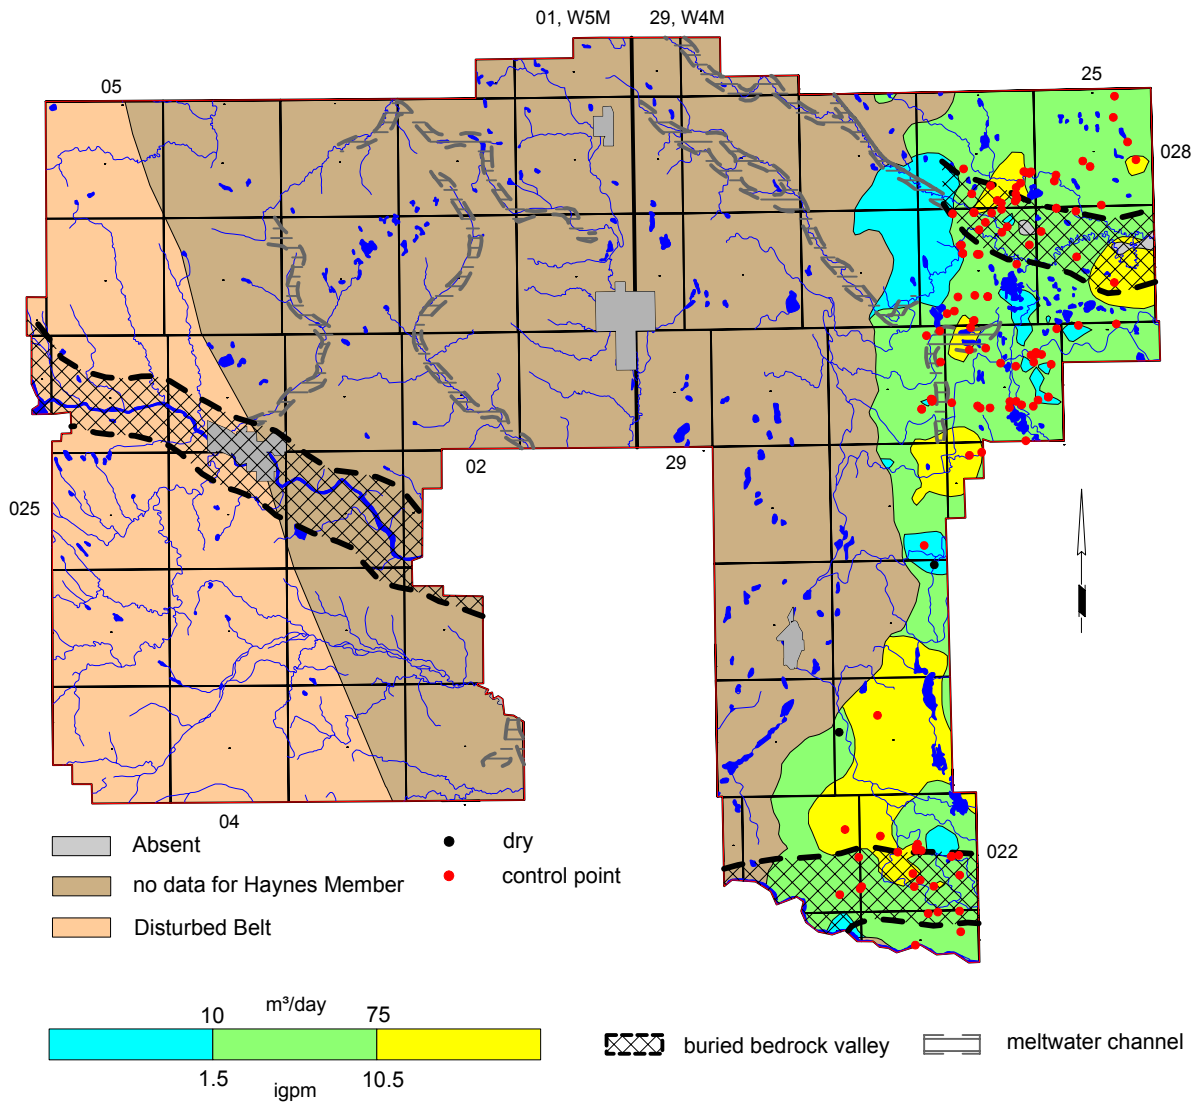 01, W5M
29, W4M
05
25
028
02
29
025
04
022
Absent
no data for Haynes Member
Disturbed Belt
dry
control point
m³/day
10
75
1.5
10.5
igpm
buried bedrock valley
meltwater channel